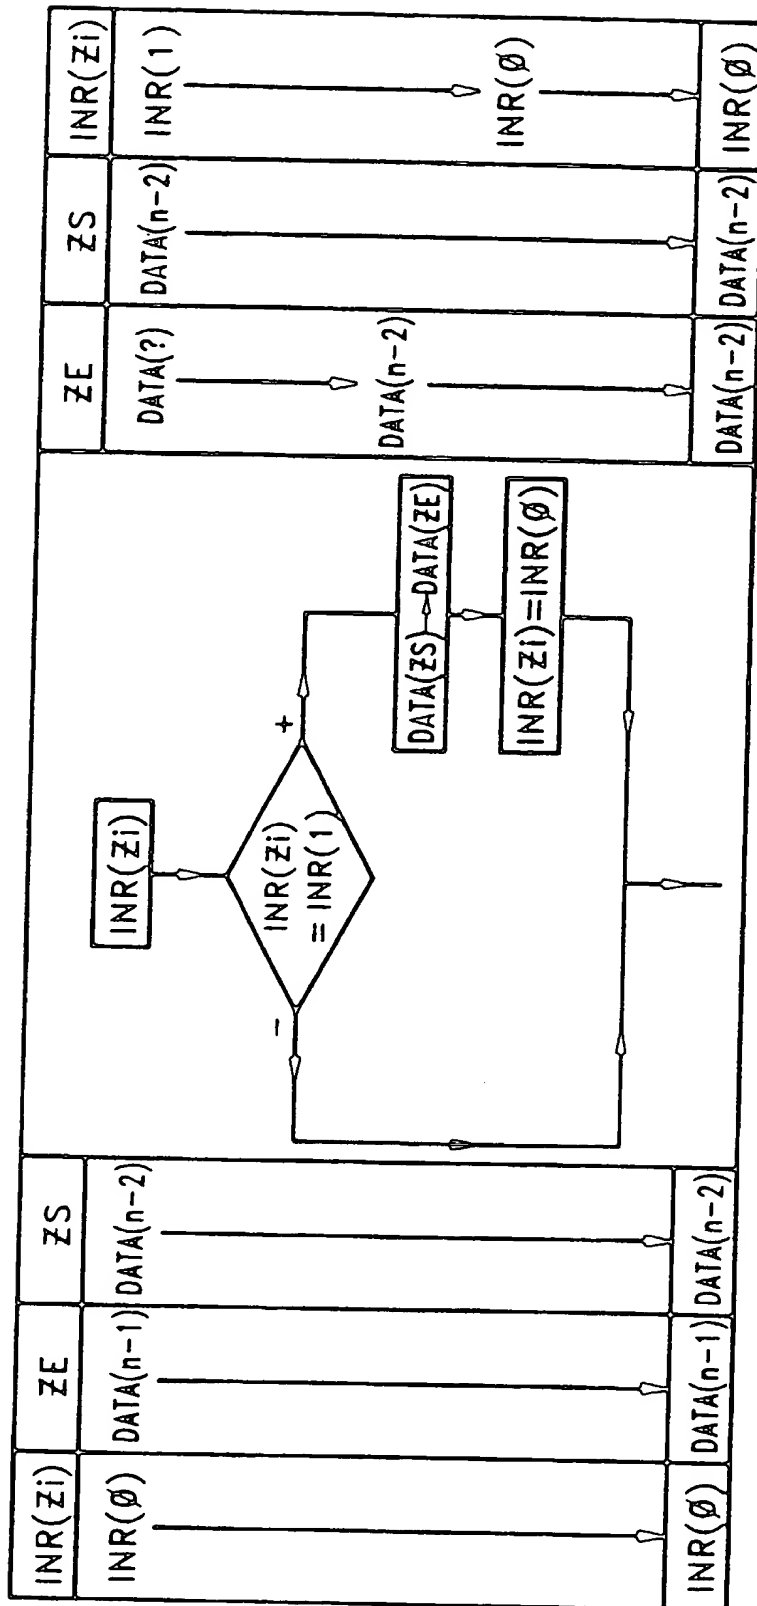 INR(Zi)
ZE
ZS
ZE
ZS
INR(Zi)
INR(Ø)
DATA(n-1)
DATA(n-2)
INR(Zi)
DATA(?)
DATA(n-2)
INR(1)
INR(Zi)
= INR(1)
-
+
DATA(n-2)
DATA(ZS)→DATA(ZE)
INR(Zi)=INR(Ø)
INR(Ø)
INR(Ø)
DATA(n-1)
DATA(n-2)
DATA(n-2)
DATA(n-2)
INR(Ø)